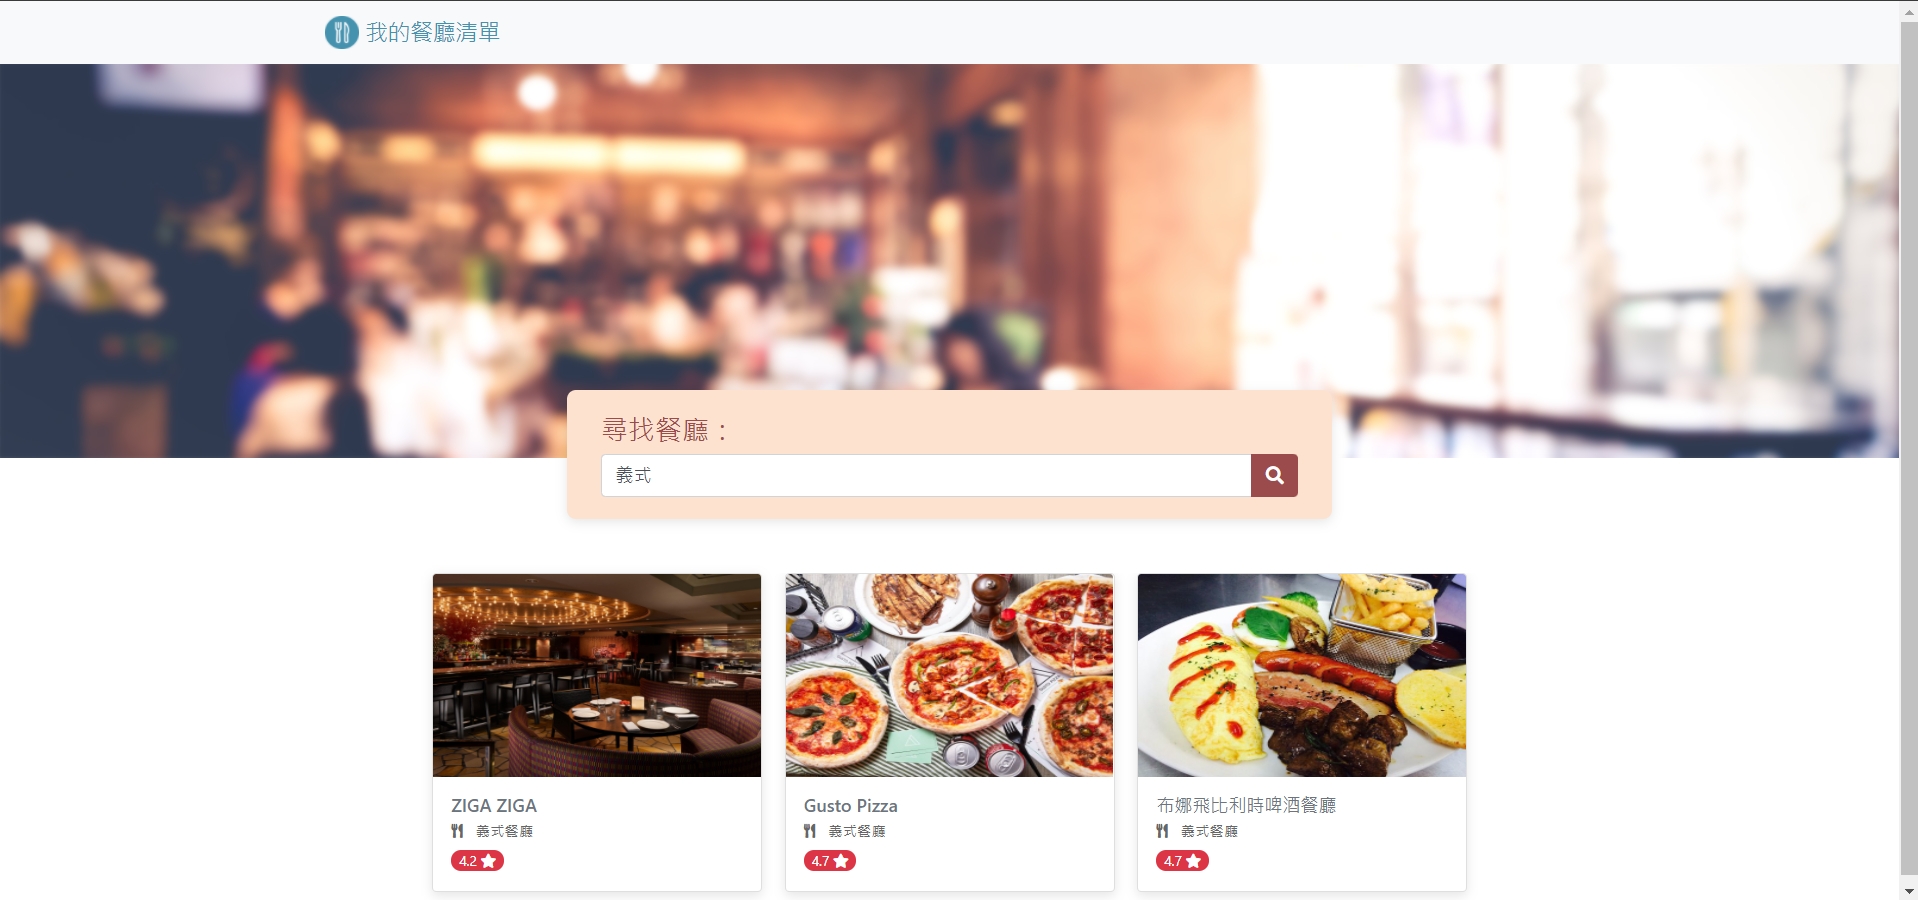 我的餐廳清單
尋找餐廳：
義式
ZIGA ZIGA
義式餐廳
4.2
Gusto Pizza
義式餐廳
4.7
布娜飛比利時啤酒餐廳
義式餐廳
4.7